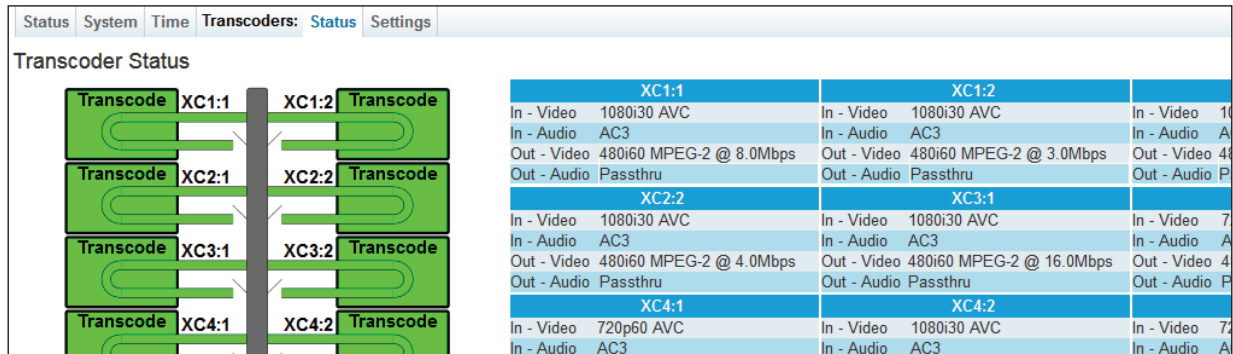 Status System Time Transcoders: Status Settings
Transcoder Status
Transcode XC1:1 XC1:2 Transcode
Transcode XC2:1 XC2:2 Transcode
Transcode XC3:1 XC3:2 Transcode
Transcode XC4:1 XC4:2 Transcode
XC1:1 XC1:2
In - Video 1080i30 AVC In - Video 1080i30 AVC In - Video
In - Audio AC3 In - Audio AC3 In - Audio
Out - Video 480i60 MPEG-2 @ 8.0Mbps Out - Video 480i60 MPEG-2 @ 3.0Mbps Out - Video
Out - Audio Passthru Out - Audio Passthru Out - Audio
XC2:2 XC3:1
In - Video 1080i30 AVC In - Video 1080i30 AVC In - Video
In - Audio AC3 In - Audio AC3 In - Audio
Out - Video 480i60 MPEG-2 @ 4.0Mbps Out - Video 480i60 MPEG-2 @ 16.0Mbps Out - Video
Out - Audio Passthru Out - Audio Passthru Out - Audio
XC4:1 XC4:2
In - Video 720p60 AVC In - Video 1080i30 AVC In - Video
In - Audio AC3 In - Audio AC3 In - Audio